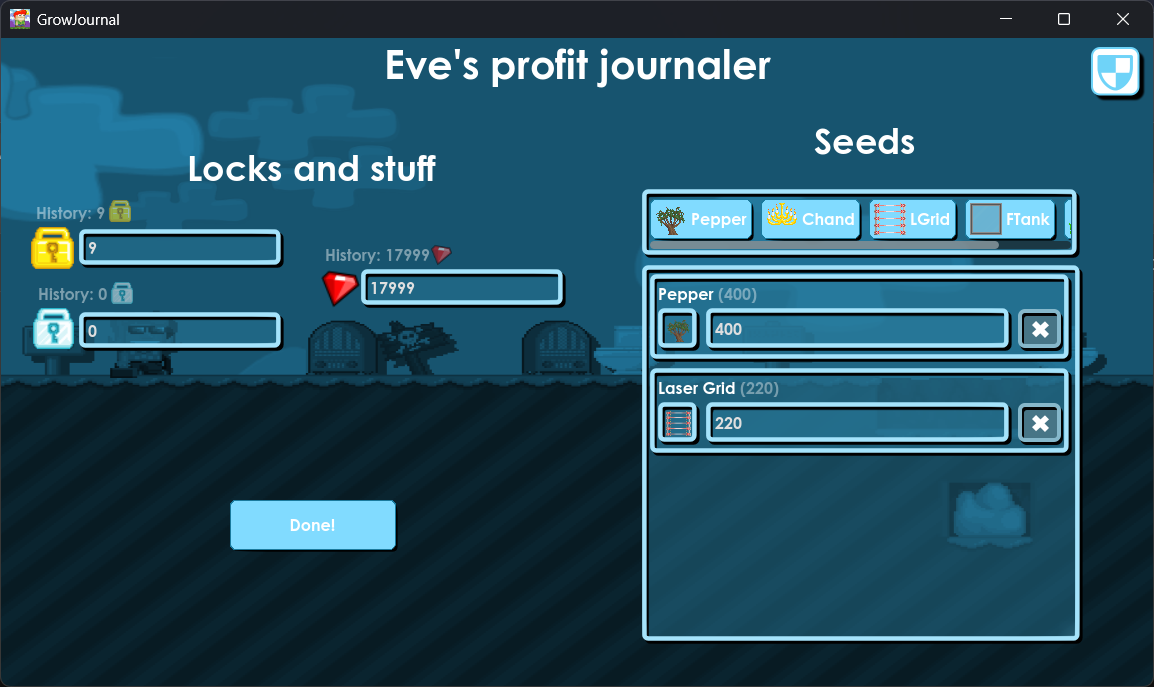 GrowJournal
Eve's profit journaler
Locks and stuff
History: 9
9
History: 0
0
History: 17999
17999
Done!
Seeds
Pepper
Chand
LGrid
FTank
Pepper (400)
400
Laser Grid (220)
220